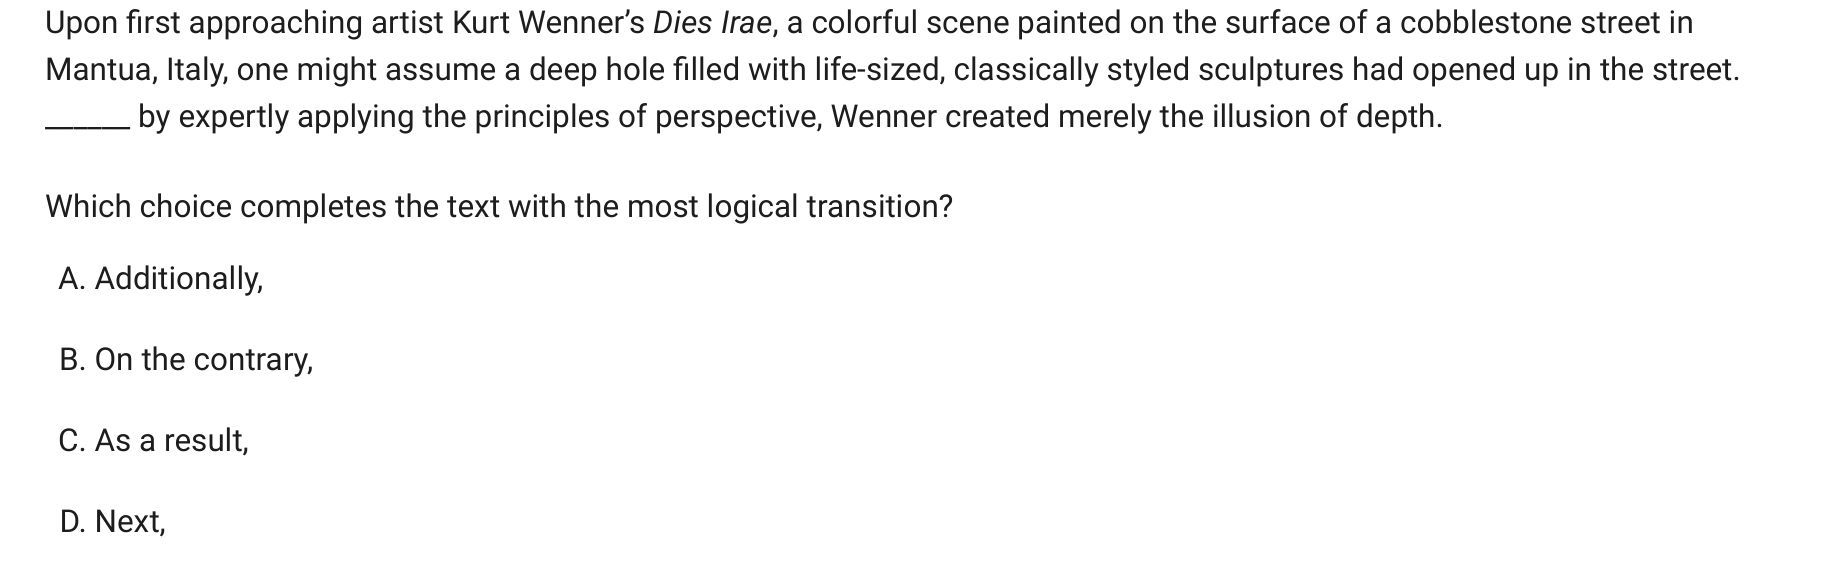 Upon first approaching artist Kurt Wenner’s Dies Irae, a colorful scene painted on the surface of a cobblestone street in
Mantua, Italy, one might assume a deep hole filled with life-sized, classically styled sculptures had opened up in the street.
______ by expertly applying the principles of perspective, Wenner created merely the illusion of depth.
Which choice completes the text with the most logical transition?
A. Additionally,
B. On the contrary,
C. As a result,
D. Next,